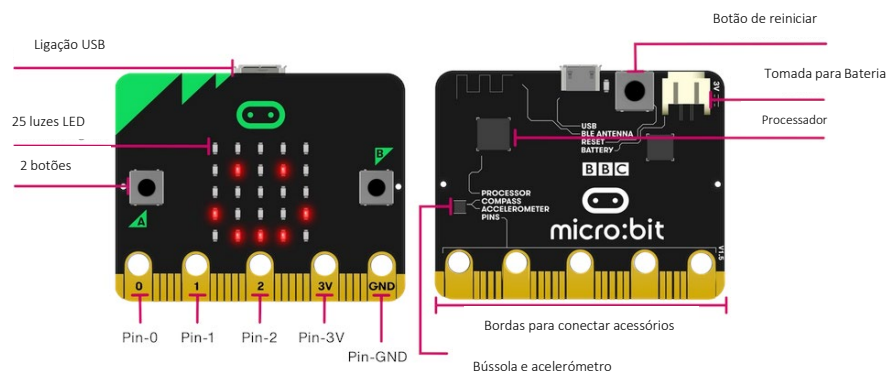 Botão de reiniciar
Ligação USB
Tomada para Bateria
3V
25 luzes LED
Processador
USB
BLE ANTENNA
RESET
BATTERY
2 botões
B
BBC
A
PROCESSOR
COMPASS
ACCELEROMETER
PINS
micro:bit
V1.5
0 1 2 3V GND
Bordas para conectar acessórios
Pin-0 Pin-1 Pin-2 Pin-3V
Pin-GND
Bússola e acelerómetro